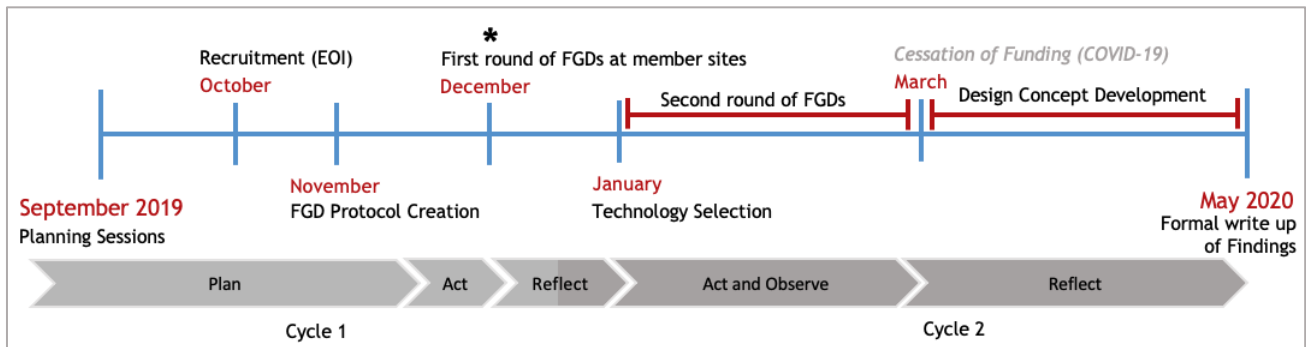 *
Recruitment (EOI)
October
First round of FGDs at member sites
December
Cessation of Funding (COVID-19)
March
Second round of FGDs
Design Concept Development
September 2019
Planning Sessions
November
FGD Protocol Creation
January
Technology Selection
May 2020
Formal write up
of Findings
Plan
Act
Reflect
Act and Observe
Reflect
Cycle 1
Cycle 2